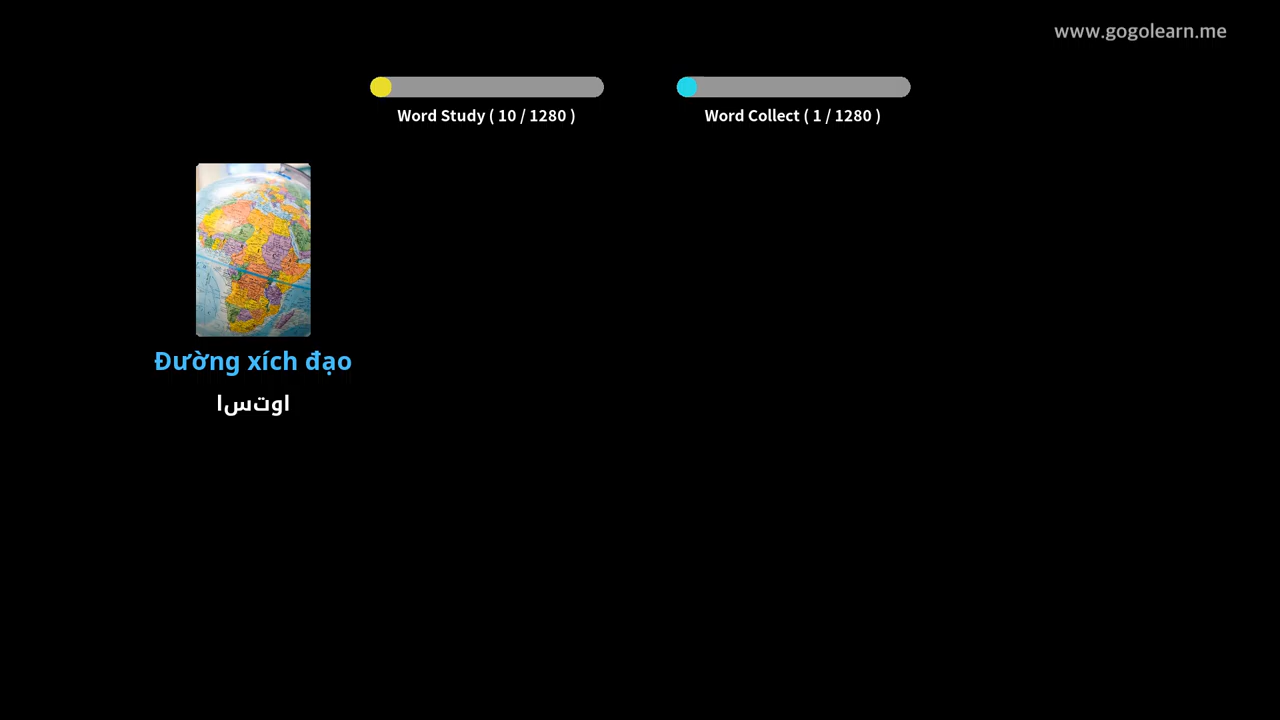 www.gogolearn.me
Word Study ( 10 / 1280 )
Word Collect ( 1 / 1280 )
Đường xích đạo
اوتسا